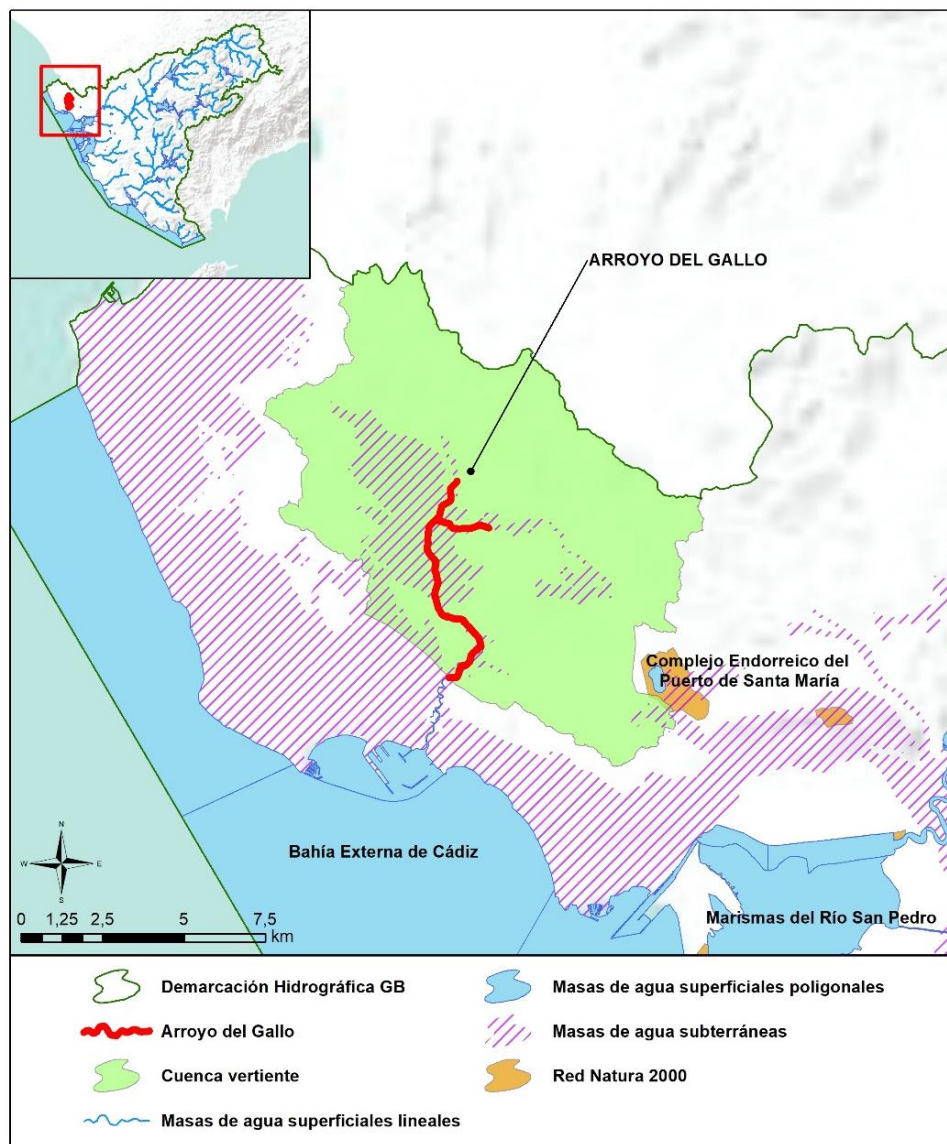 ARROYO DEL GALLO
Complejo Endorreico del
Puerto de Santa María
Bahía Externa de Cádiz
Marismas del Río San Pedro
N
W E
S
0 1,25 2,5 5 7,5
km
Demarcación Hidrográfica GB
Masas de agua superficiales poligonales
Arroyo del Gallo
Masas de agua subterráneas
Cuenca vertiente
Red Natura 2000
Masas de agua superficiales lineales